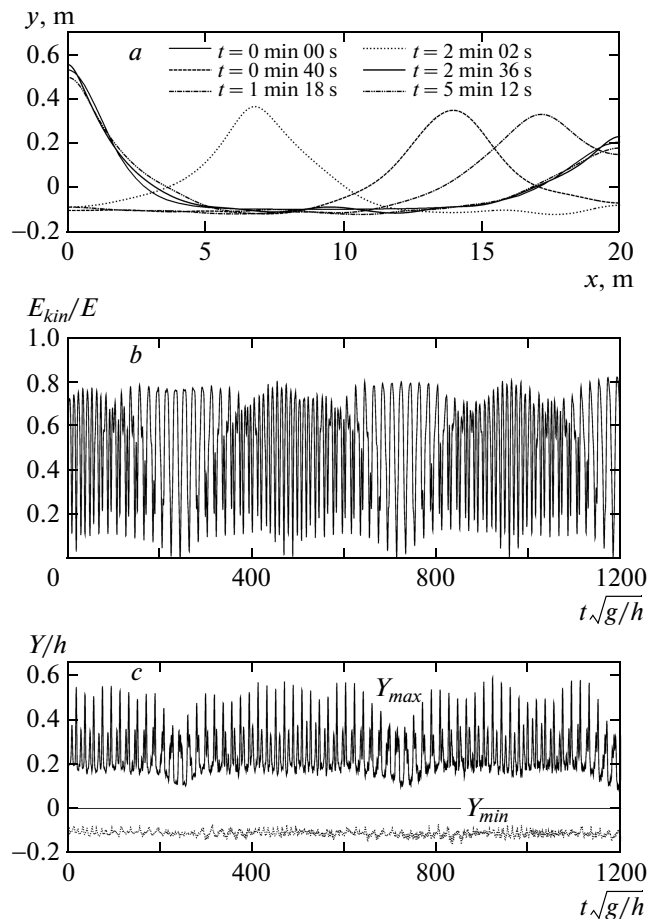 y, m
0.6
0.4
0.2
0
−0.2
a
t = 0 min 00 s
t = 0 min 40 s
t = 1 min 18 s
t = 2 min 02 s
t = 2 min 36 s
t = 5 min 12 s
0 5 10 15 20
x, m
E_kin/E
1.0
0.8
0.6
0.4
0.2
b
0 400 800 1200
t√g/h
Y/h
0.6
0.4
0.2
0
−0.2
c
Y_max
Y_min
0 400 800 1200
t√g/h